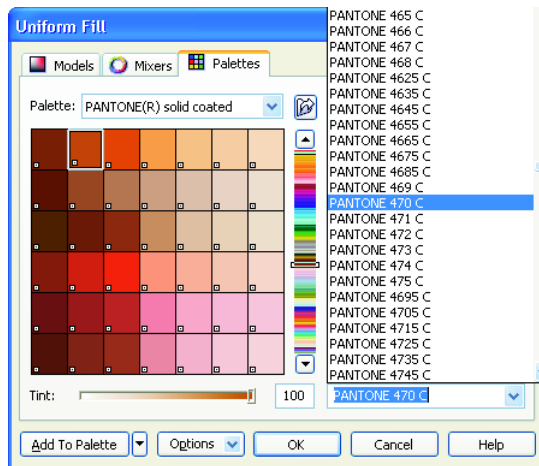 Uniform Fill
Models
Mixers
Palettes
Palette:
PANTONE(R) solid coated
Tint:
100
PANTONE 465 C
PANTONE 466 C
PANTONE 467 C
PANTONE 468 C
PANTONE 4625 C
PANTONE 4635 C
PANTONE 4645 C
PANTONE 4655 C
PANTONE 4665 C
PANTONE 4675 C
PANTONE 4685 C
PANTONE 469 C
PANTONE 470 C
PANTONE 471 C
PANTONE 472 C
PANTONE 473 C
PANTONE 474 C
PANTONE 475 C
PANTONE 4695 C
PANTONE 4705 C
PANTONE 4715 C
PANTONE 4725 C
PANTONE 4735 C
PANTONE 4745 C
PANTONE 470 C
Add To Palette
Options
OK
Cancel
Help